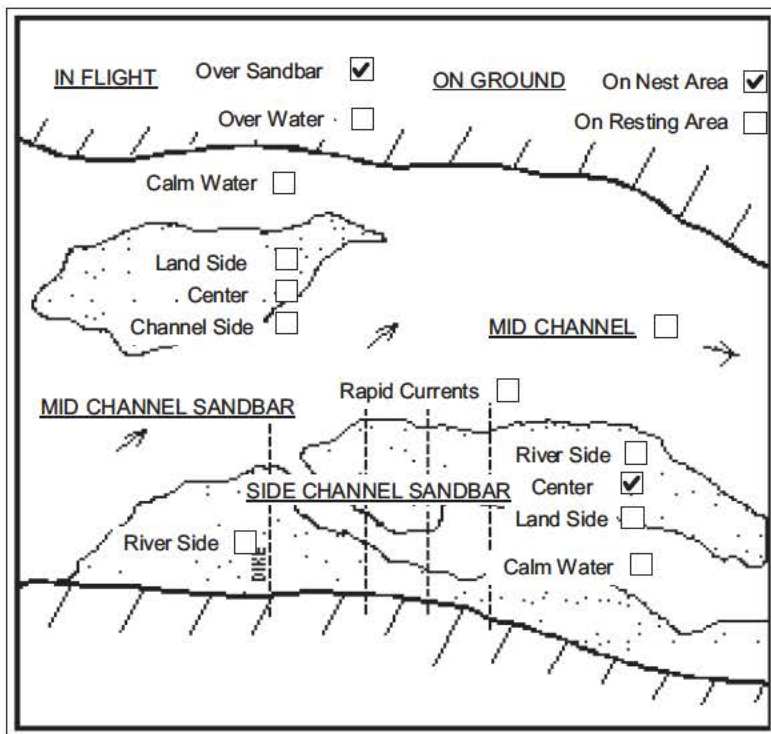 IN FLIGHT Over Sandbar ON GROUND On Nest Area
Over Water On Resting Area
Calm Water
Land Side
Center
Channel Side
MID CHANNEL
Rapid Currents
MID CHANNEL SANDBAR
River Side
SIDE CHANNEL SANDBAR Center
Land Side
River Side
DIKE
Calm Water